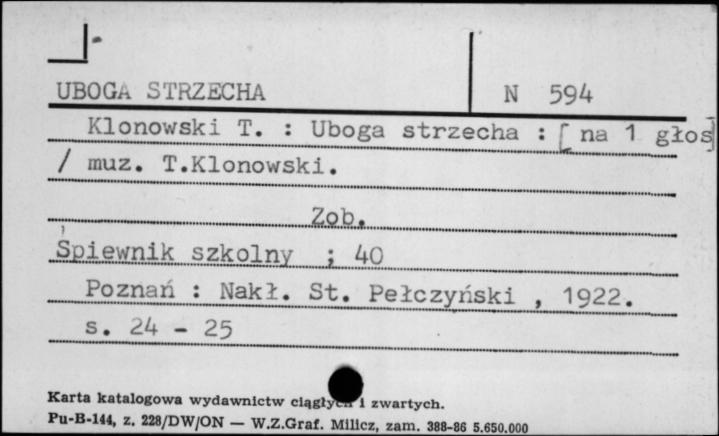 UBOGA STRZECHA N 594
Klonowski T. : Uboga strzecha : [ na 1 głos]
/ muz. T.Klonowski.
Zob.
Śpiewnik szkolny ; 40
Poznań : Nakł. St. Pełczyński , 1922.
s. 24 - 25
Karta katalogowa wydawnictw ciągłych i zwartych.
Pu-B-144, z. 228/DW/ON — W.Z.Graf. Milicz, zam. 388-86 5.650.000